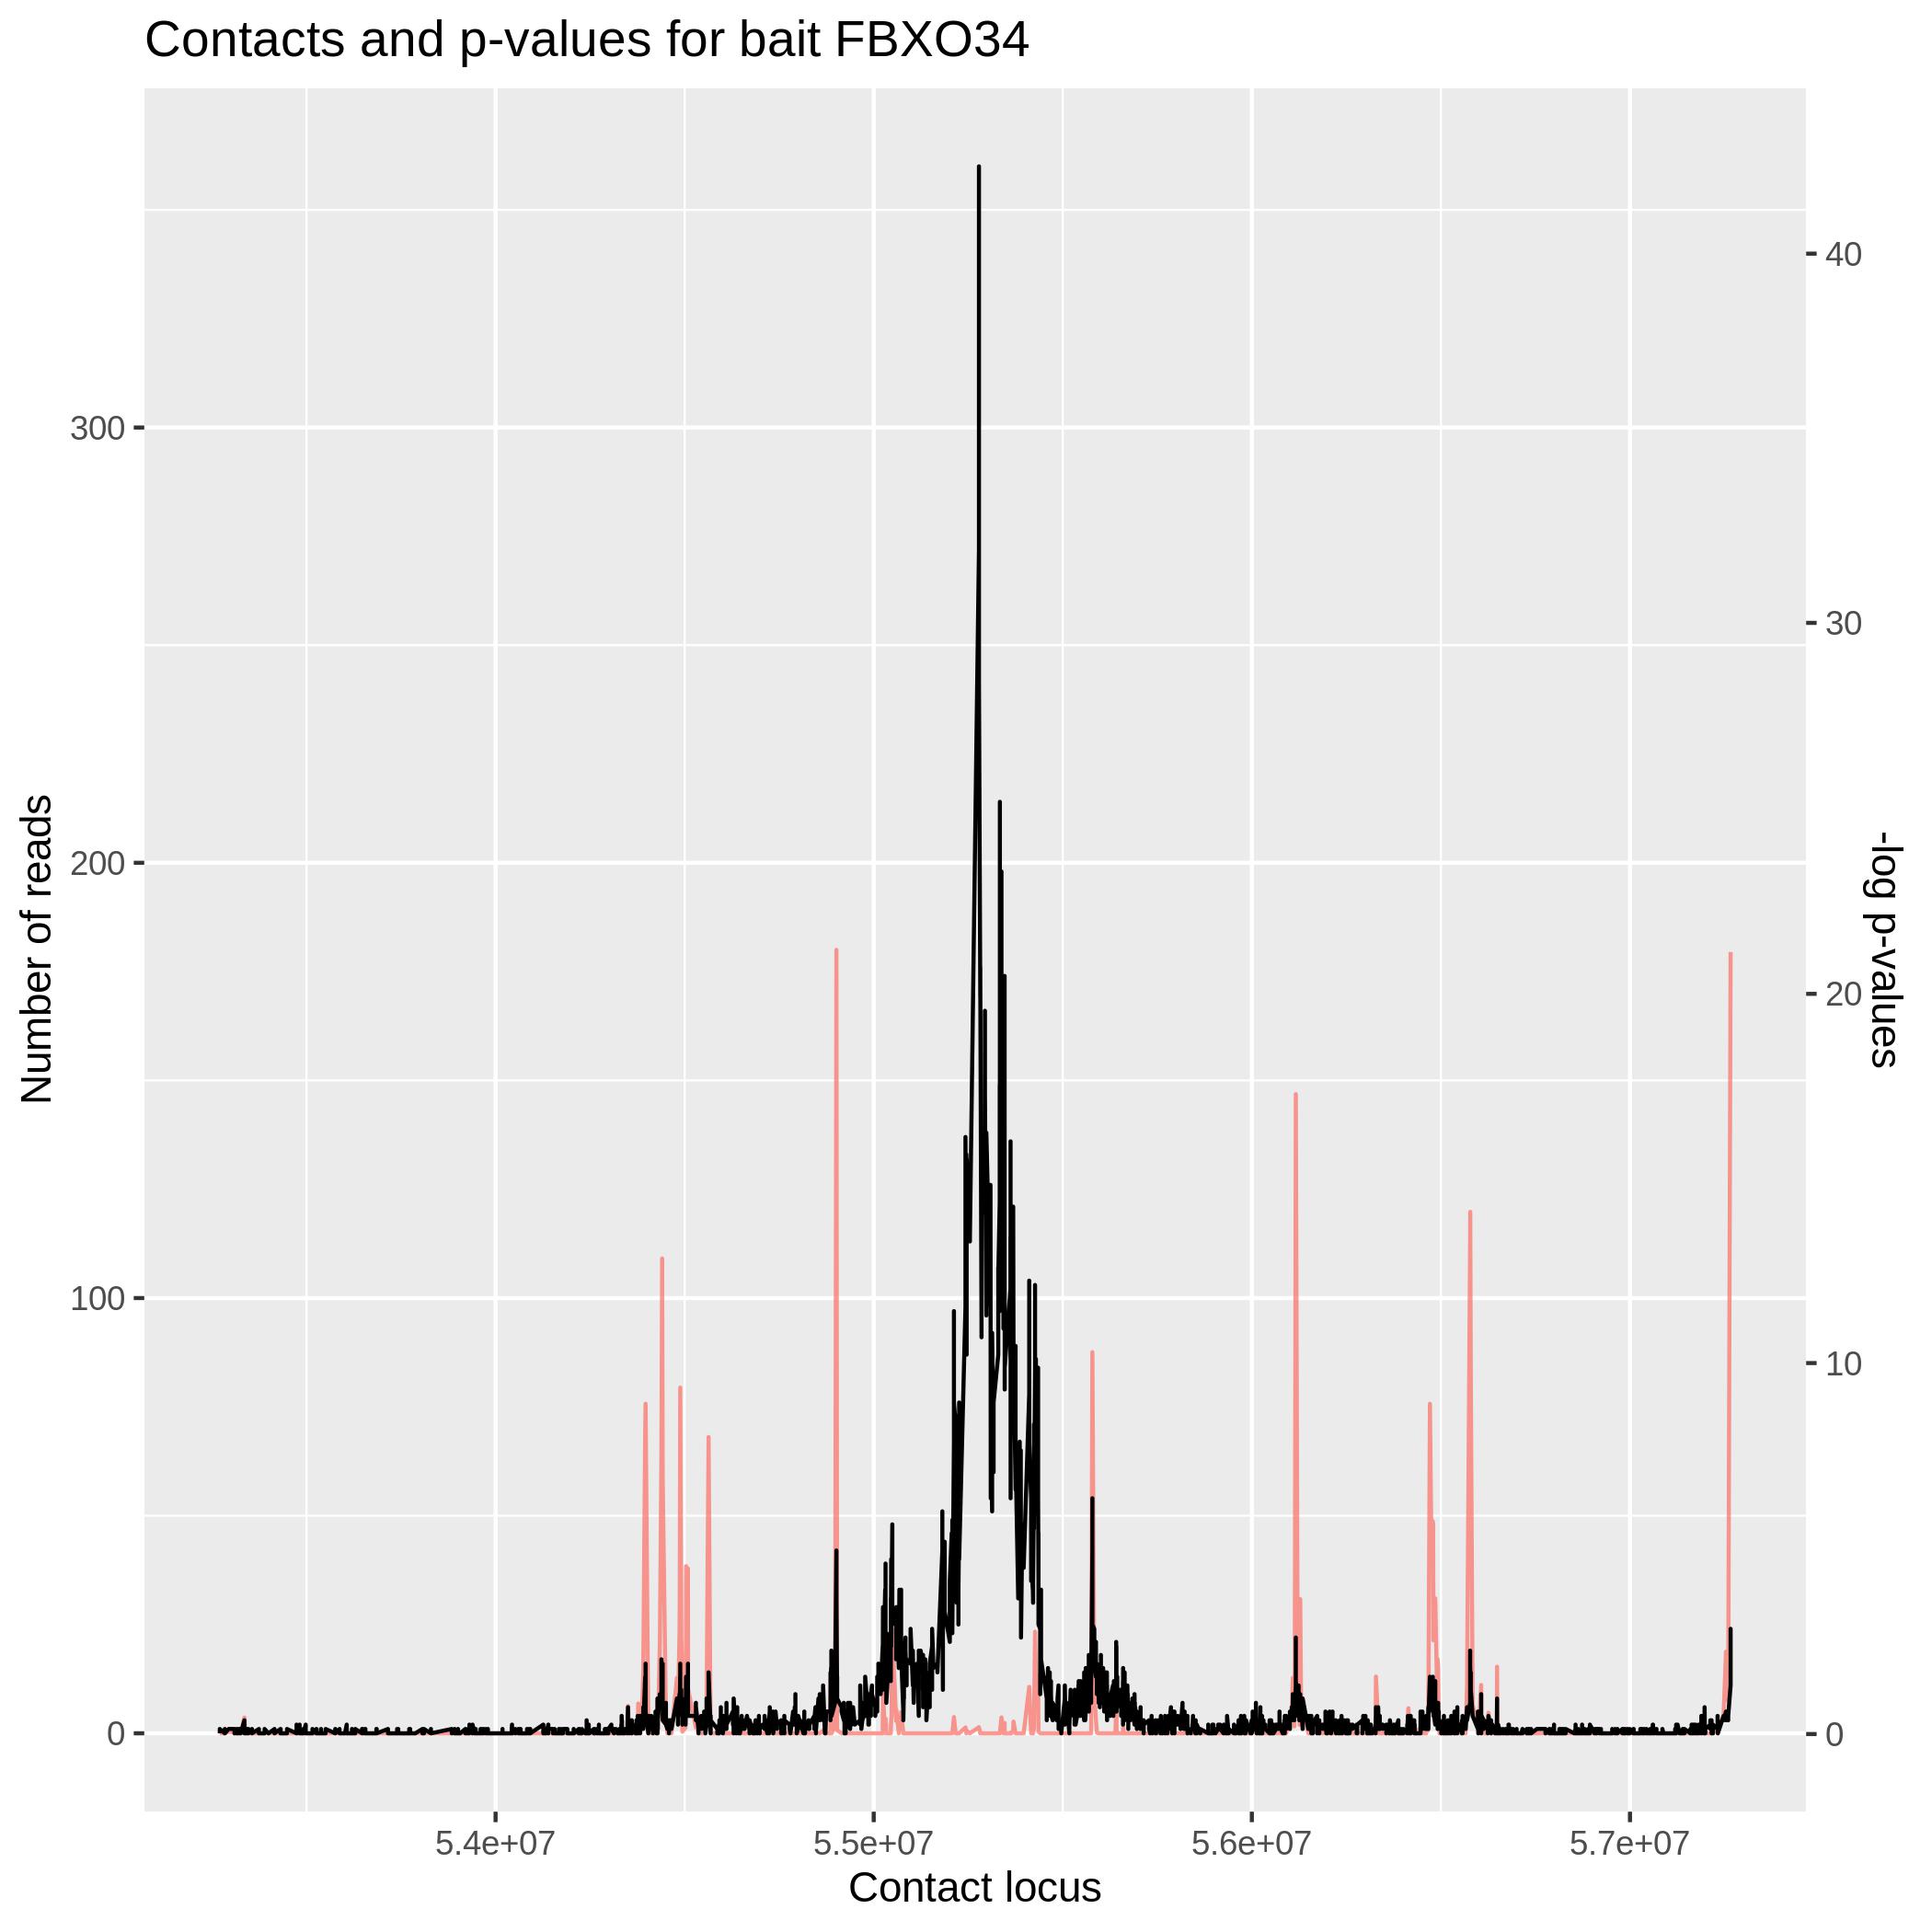 Contacts and p-values for bait FBXO34
Number of reads
300
200
100
0
40
30
20
10
0
-log p-values
5.4e+07
5.5e+07
5.6e+07
5.7e+07
Contact locus